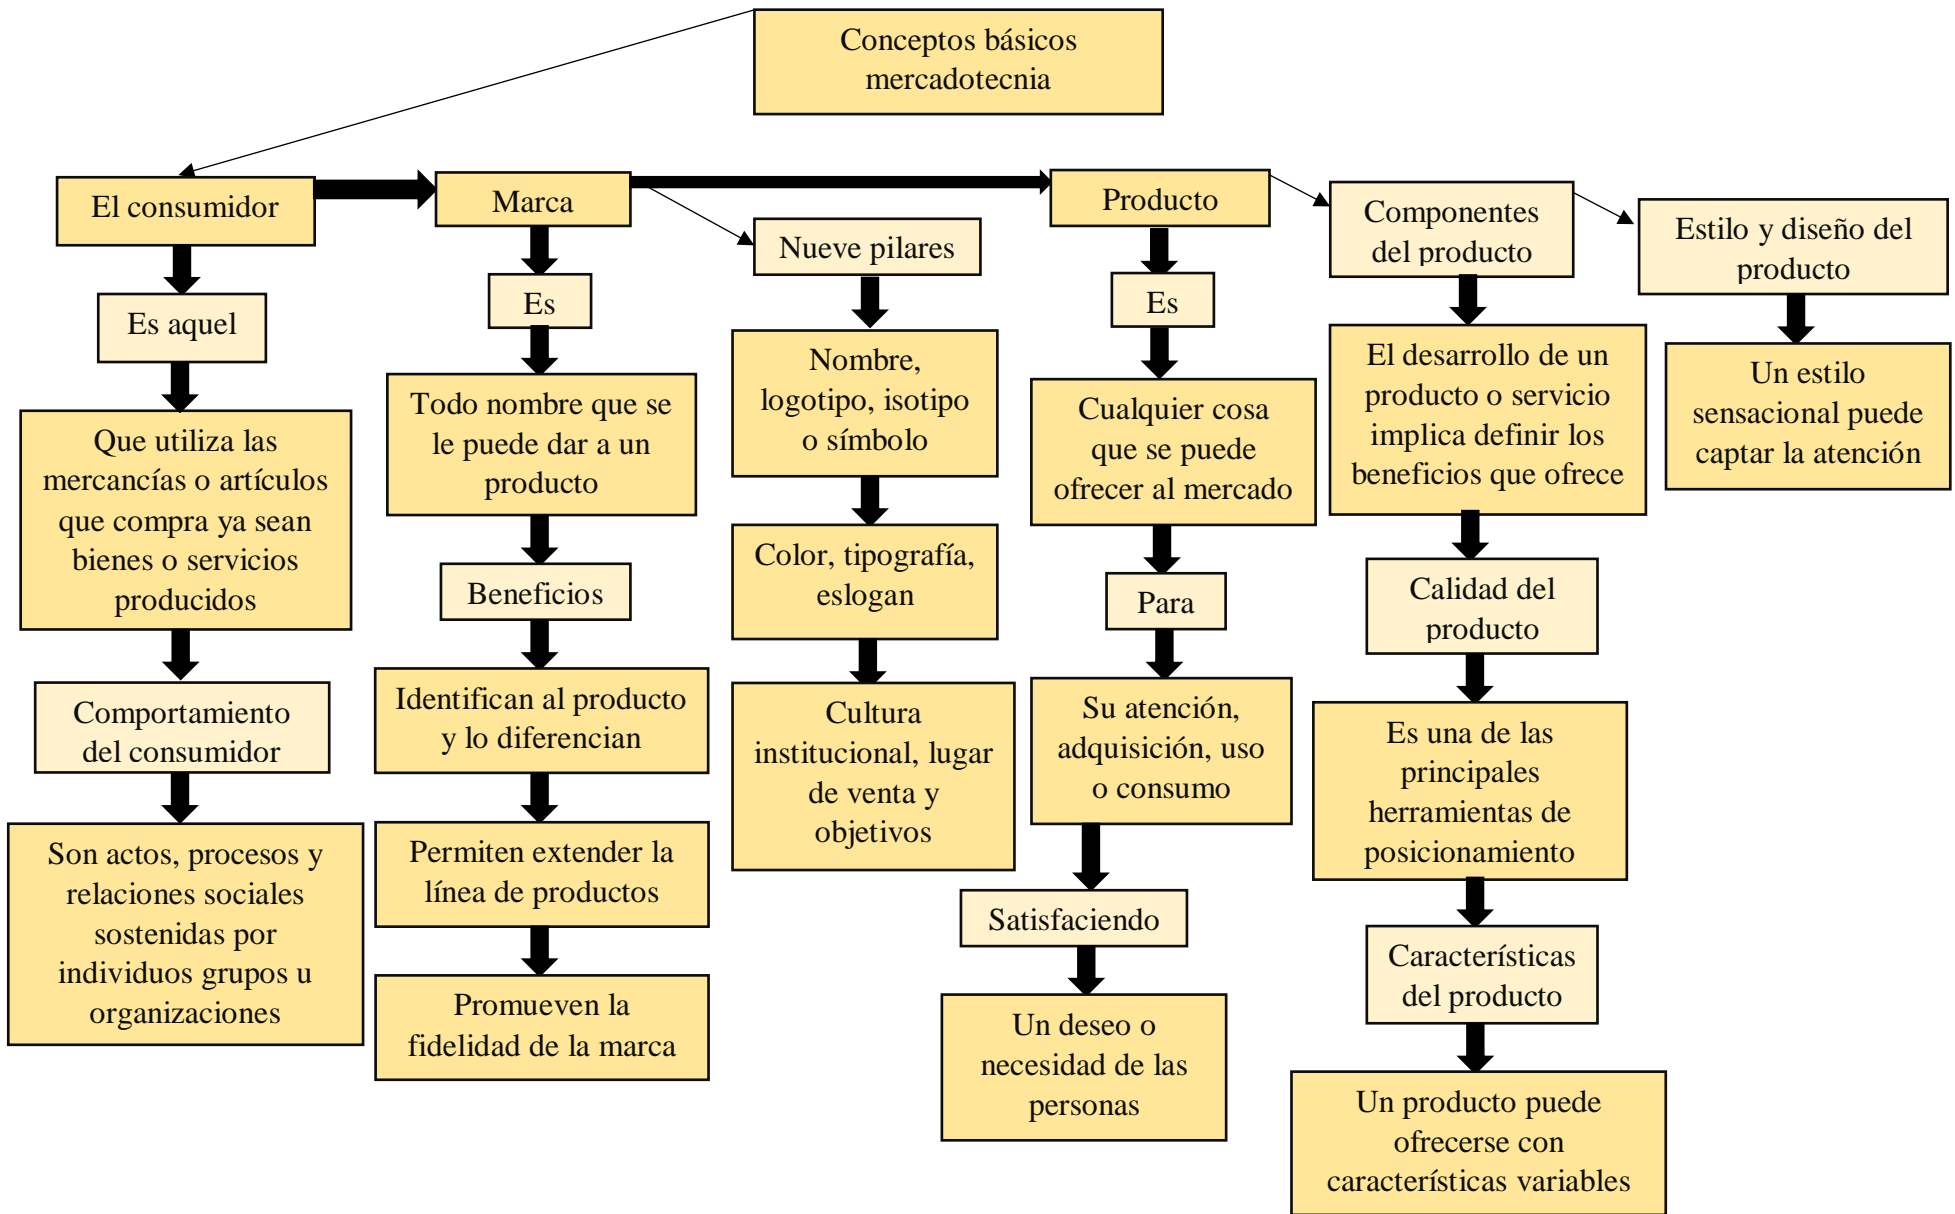 Conceptos básicos
mercadotecnia
El consumidor
Es aquel
Que utiliza las
mercancías o artículos
que compra ya sean
bienes o servicios
producidos
Comportamiento
del consumidor
Son actos, procesos y
relaciones sociales
sostenidas por
individuos grupos u
organizaciones
Marca
Es
Todo nombre que se
le puede dar a un
producto
Beneficios
Identifican al producto
y lo diferencian
Permiten extender la
línea de productos
Promueven la
fidelidad de la marca
Nueve pilares
Nombre,
logotipo, isotipo
o símbolo
Color, tipografía,
eslogan
Cultura
institucional, lugar
de venta y
objetivos
Producto
Es
Cualquier cosa
que se puede
ofrecer al mercado
Para
Su atención,
adquisición, uso
o consumo
Satisfaciendo
Un deseo o
necesidad de las
personas
Componentes
del producto
El desarrollo de un
producto o servicio
implica definir los
beneficios que ofrece
Calidad del
producto
Es una de las
principales
herramientas de
posicionamiento
Características
del producto
Un producto puede
ofrecerse con
características variables
Estilo y diseño del
producto
Un estilo
sensacional puede
captar la atención